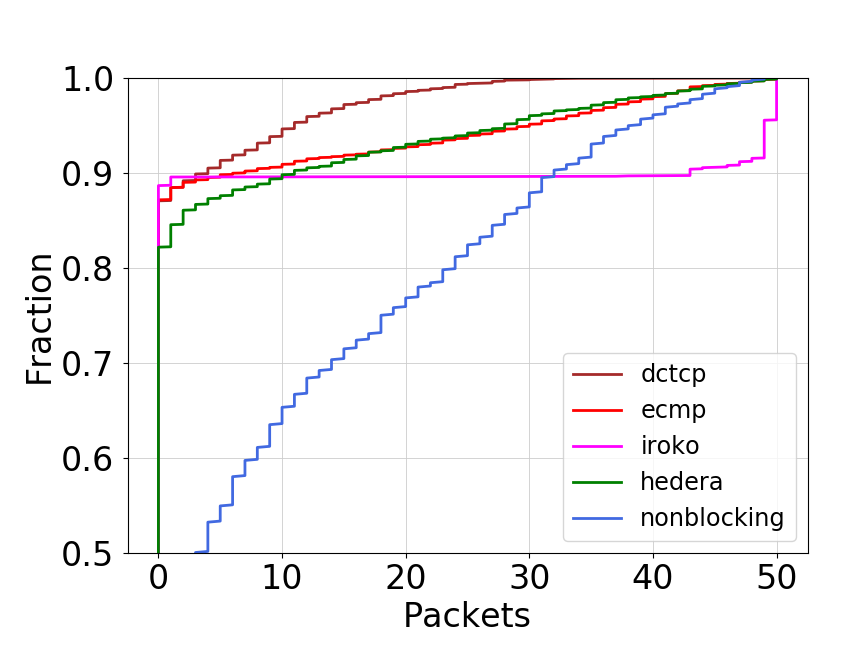 1.0
0.9
0.8
0.7
0.6
0.5
Fraction
dctcp
ecmp
iroko
hedera
nonblocking
0 10 20 30 40 50
Packets